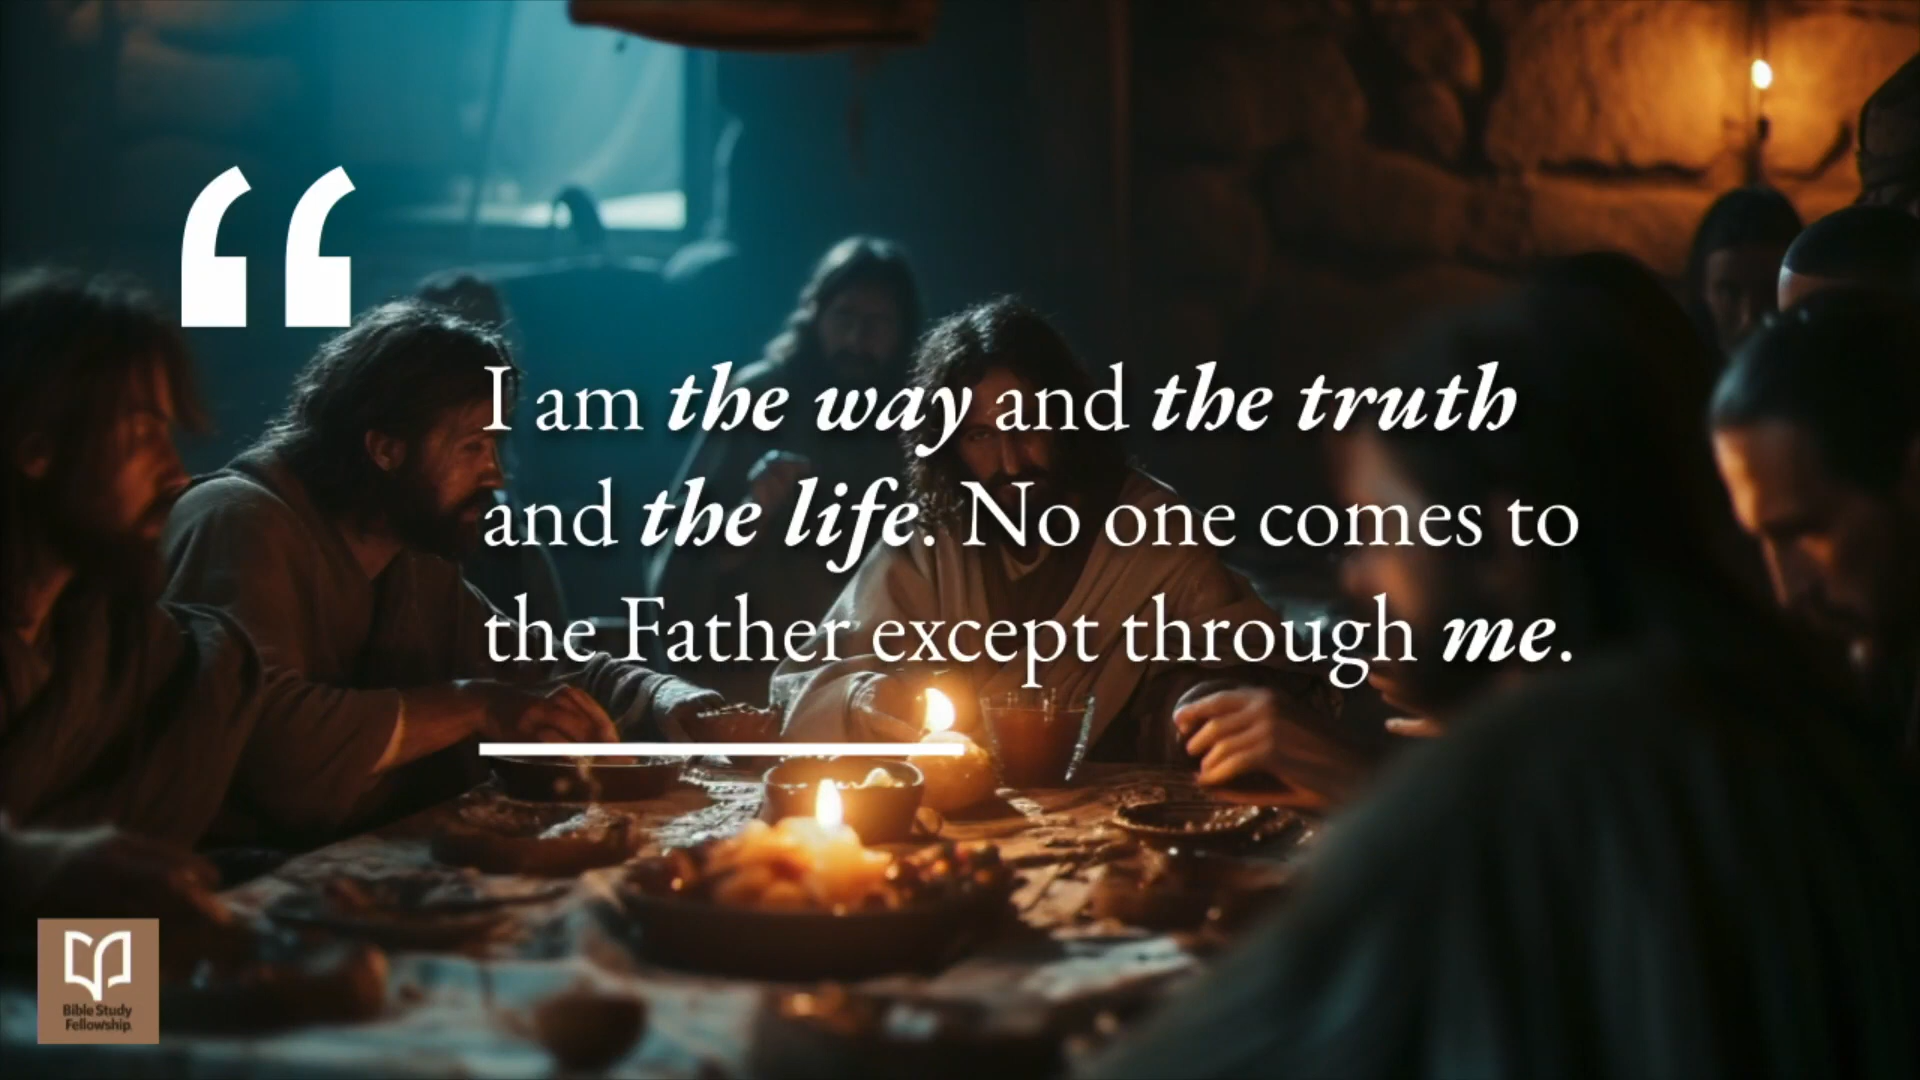 “
I am the way and the truth
and the life. No one comes to
the Father except through me.
Bible Study
Fellowship